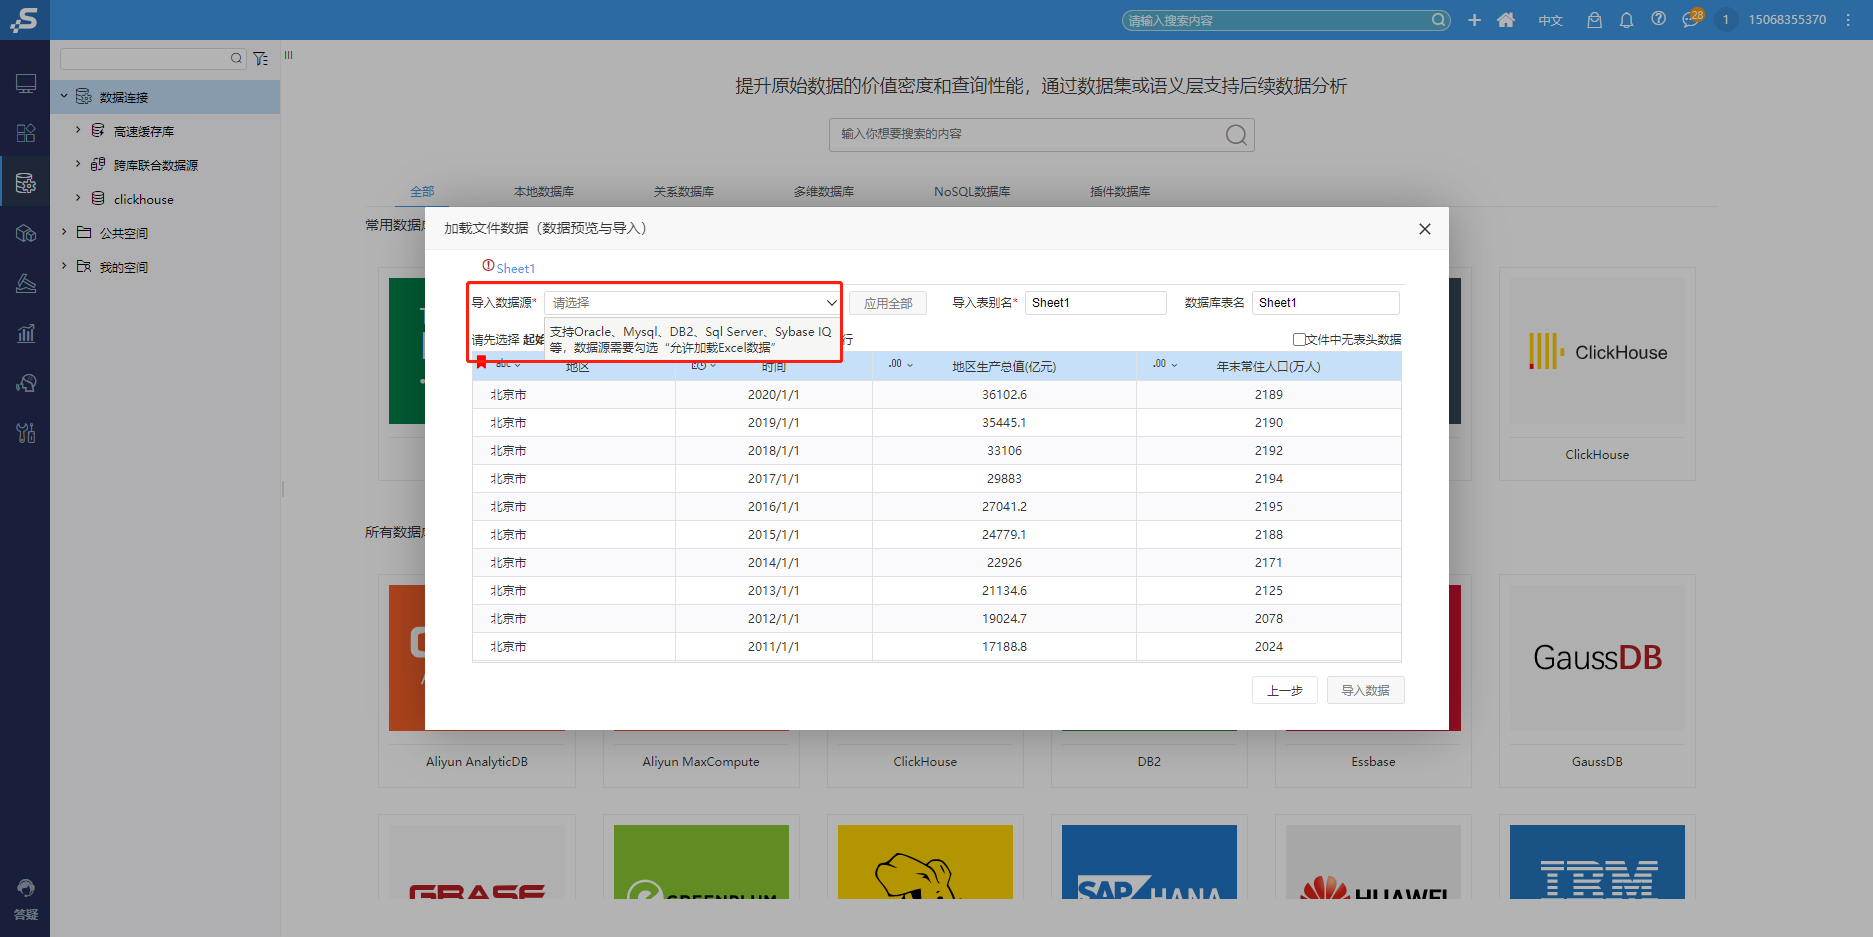 请输入搜索内容
中文
28
1
15068355370
数据连接
高速缓存库
跨库联合数据源
clickhouse
公共空间
我的空间
答疑
提升原始数据的价值密度和查询性能，通过数据集或语义层支持后续数据分析
输入你想要搜索的内容
全部 本地数据库 关系数据库 多维数据库 NoSQL数据库 插件数据库
常用数据
加载文件数据（数据预览与导入）
Sheet1
导入数据源* 请选择 应用全部 导入表别名* Sheet1 数据库表名 Sheet1
支持Oracle、Mysql、DB2、Sql Server、Sybase IQ
等，数据源需要勾选“允许加载Excel数据”
请先选择 起始 行 文件中无表头数据
abc 地区 时间 .00 地区生产总值(亿元) .00 年末常住人口(万人)
北京市 2020/1/1 36102.6 2189
北京市 2019/1/1 35445.1 2190
北京市 2018/1/1 33106 2192
北京市 2017/1/1 29883 2194
北京市 2016/1/1 27041.2 2195
北京市 2015/1/1 24779.1 2188
北京市 2014/1/1 22926 2171
北京市 2013/1/1 21134.6 2125
北京市 2012/1/1 19024.7 2078
北京市 2011/1/1 17188.8 2024
上一步 导入数据
ClickHouse
ClickHouse
所有数据
GaussDB
Aliyun AnalyticDB Aliyun MaxCompute ClickHouse DB2 Essbase GaussDB
GBASE GREENPLUM SAP HANA HUAWEI IBM